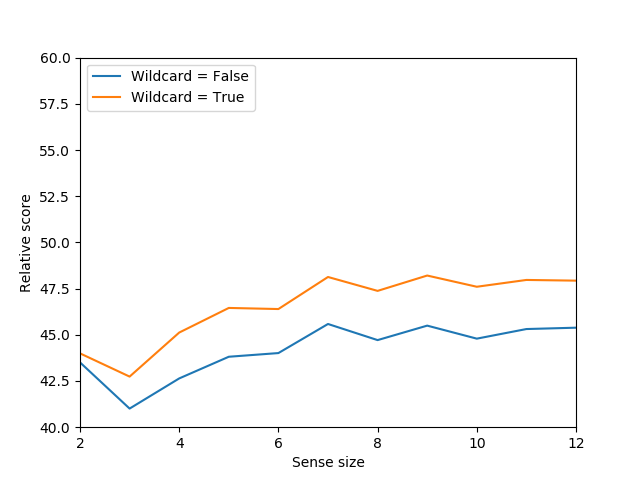 Wildcard = False
Wildcard = True
60.0
57.5
55.0
52.5
50.0
47.5
45.0
42.5
40.0
Relative score
2 4 6 8 10 12
Sense size